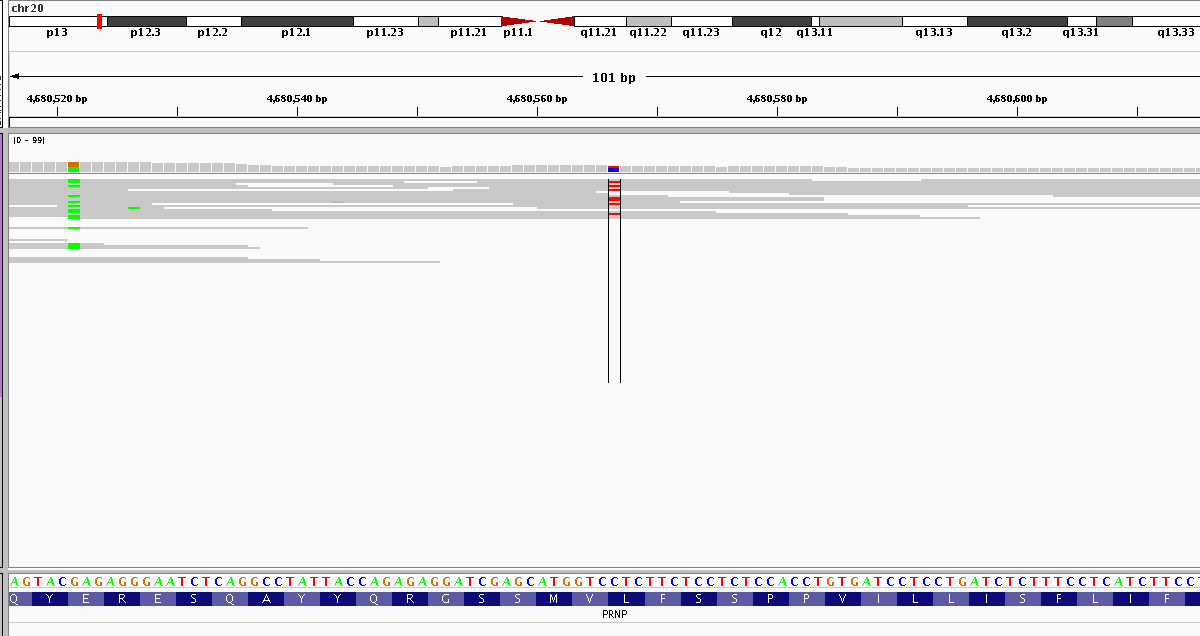 chr20
p13 p12.3 p12.2 p12.1 p11.23 p11.21 p11.1 q11.21 q11.22 q11.23 q12 q13.11 q13.13 q13.2 q13.31 q13.33
101 bp
4,680,520 bp 4,680,540 bp 4,680,560 bp 4,680,580 bp 4,680,600 bp
[0 - 99]
AGTACGAGAGGGAATCTCAGGCCTATTACCAGAGAGGATCGAGCATGGTCCTCTTCTCCTCTCCACCTGTGATCCTCCTGATCTCTTTCCTCATCTTCC
Q Y E R E S Q A Y Y Q R G S S M V L F S S P P V I L L I S F L I F
PRNP